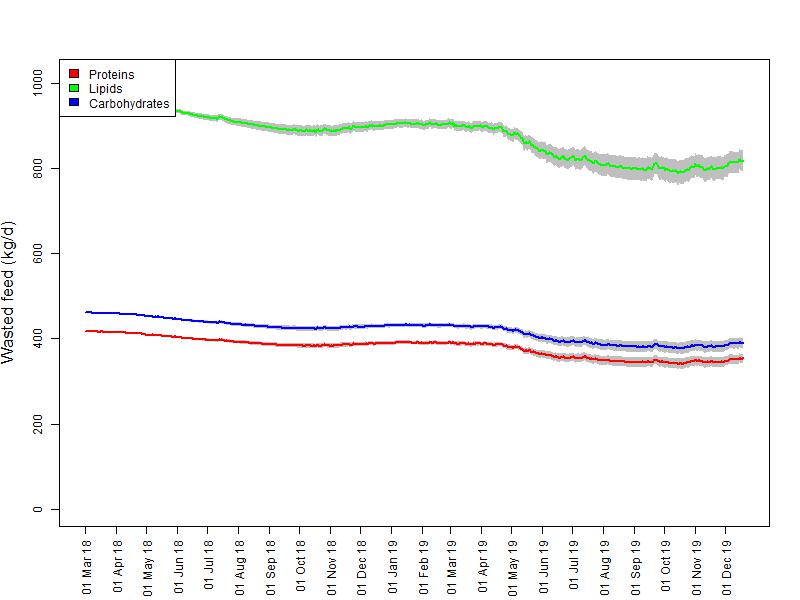 Proteins
Lipids
Carbohydrates
Wasted feed (kg/d)
1000
800
600
400
200
0
01 Mar 18
01 Apr 18
01 May 18
01 Jun 18
01 Jul 18
01 Aug 18
01 Sep 18
01 Oct 18
01 Nov 18
01 Dec 18
01 Jan 19
01 Feb 19
01 Mar 19
01 Apr 19
01 May 19
01 Jun 19
01 Jul 19
01 Aug 19
01 Sep 19
01 Oct 19
01 Nov 19
01 Dec 19